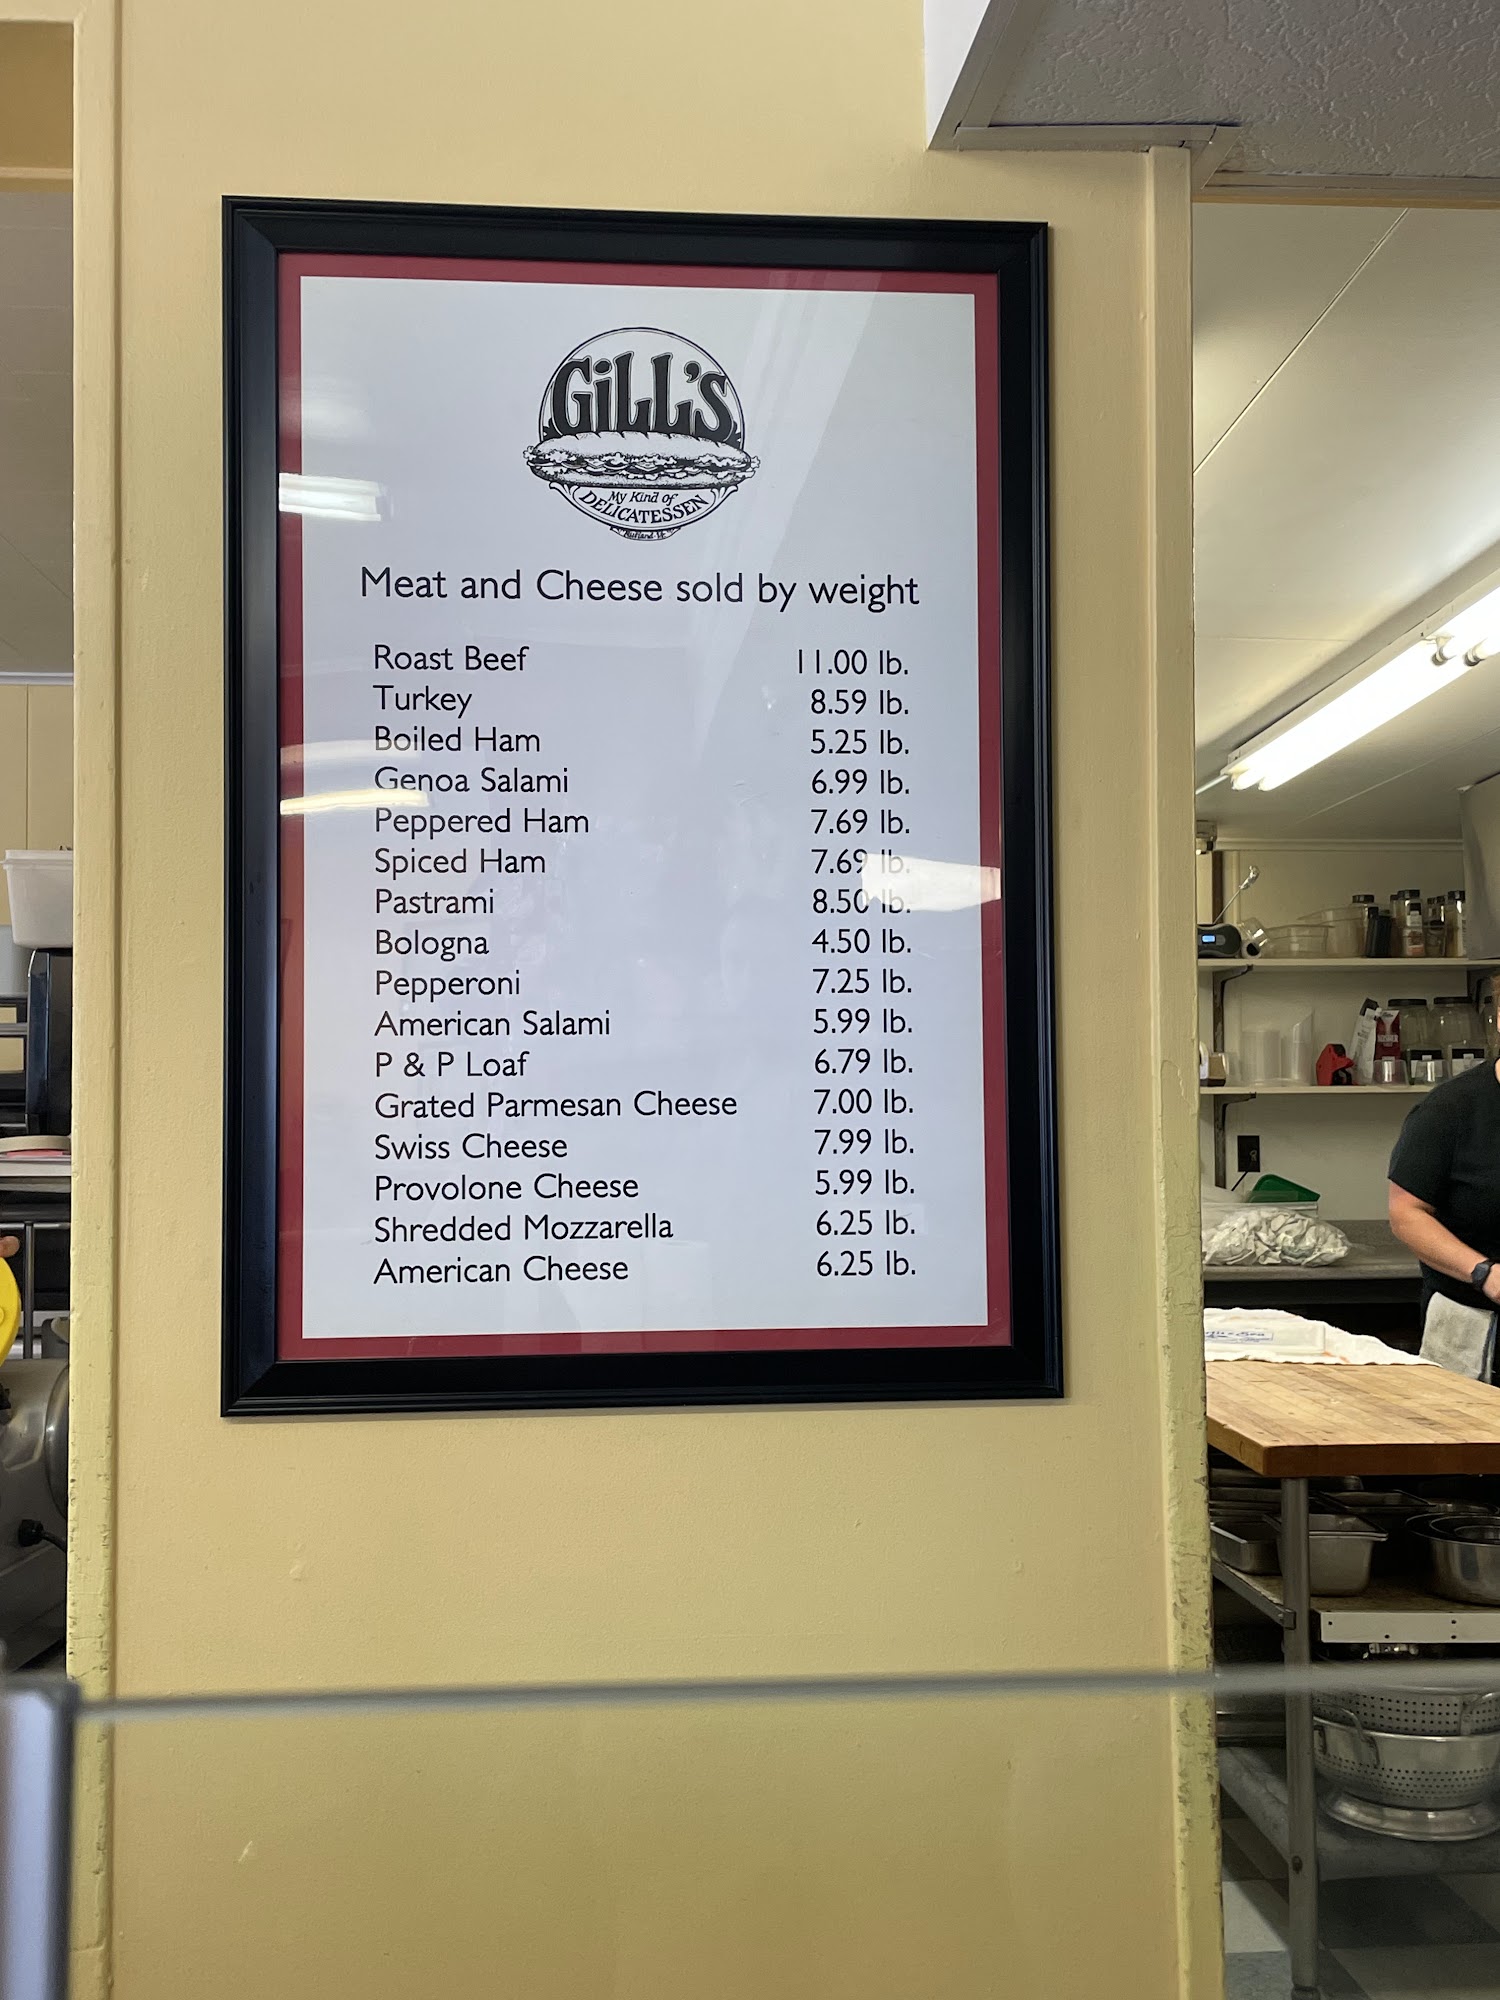 GiLL'S
My Kind of
DELICATESSEN
Rutland Vt.
Meat and Cheese sold by weight
Roast Beef 11.00 lb.
Turkey 8.59 lb.
Boiled Ham 5.25 lb.
Genoa Salami 6.99 lb.
Peppered Ham 7.69 lb.
Spiced Ham 7.69 lb.
Pastrami 8.50 lb.
Bologna 4.50 lb.
Pepperoni 7.25 lb.
American Salami 5.99 lb.
P & P Loaf 6.79 lb.
Grated Parmesan Cheese 7.00 lb.
Swiss Cheese 7.99 lb.
Provolone Cheese 5.99 lb.
Shredded Mozzarella 6.25 lb.
American Cheese 6.25 lb.